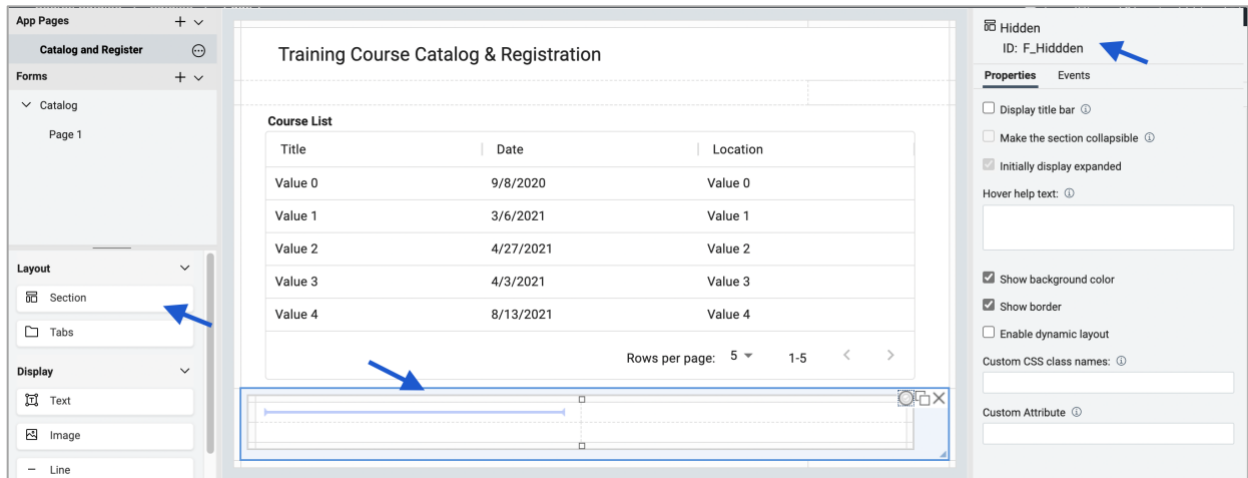 App Pages
Catalog and Register
Forms
Catalog
Page 1
Layout
Section
Tabs
Display
Text
Image
Line
Training Course Catalog & Registration
Course List
Title Date Location
Value 0 9/8/2020 Value 0
Value 1 3/6/2021 Value 1
Value 2 4/27/2021 Value 2
Value 3 4/3/2021 Value 3
Value 4 8/13/2021 Value 4
Rows per page: 5 1-5
Hidden
ID: F_Hiddden
Properties Events
Display title bar
Make the section collapsible
Initially display expanded
Hover help text:
Show background color
Show border
Enable dynamic layout
Custom CSS class names:
Custom Attribute